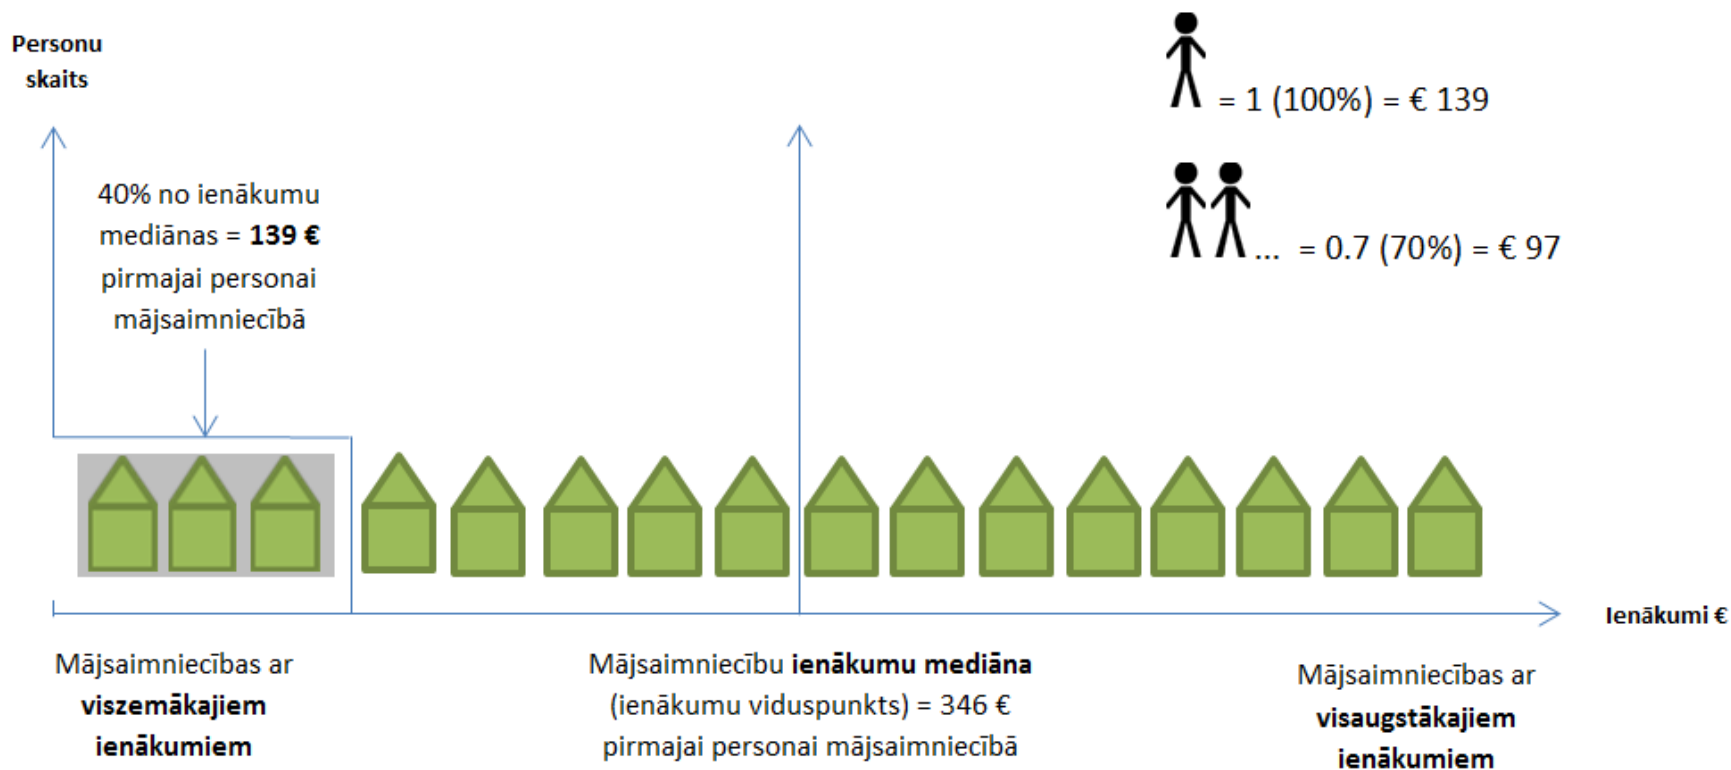 Personu
skaits
40% no ienākumu
mediānas = 139 €
pirmajai personai
mājsaimniecībā
= 1 (100%) = € 139
... = 0.7 (70%) = € 97
Ienākumi €
Mājsaimniecības ar
viszemākajiem
ienākumiem
Mājsaimniecību ienākumu mediāna
(ienākumu viduspunkts) = 346 €
pirmajai personai mājsaimniecībā
Mājsaimniecības ar
visaugstākajiem
ienākumiem